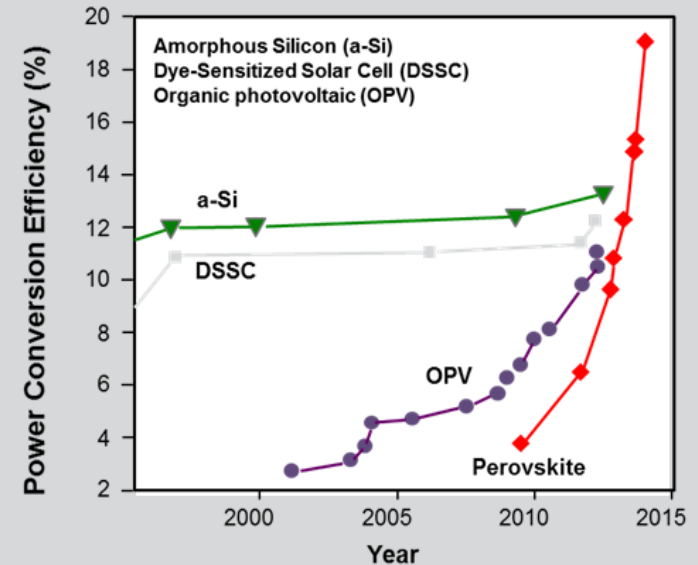 Power Conversion Efficiency (%)
20
18
16
14
12
10
8
6
4
2
Amorphous Silicon (a-Si)
Dye-Sensitized Solar Cell (DSSC)
Organic photovoltaic (OPV)
a-Si
DSSC
OPV
Perovskite
2000
2005
2010
2015
Year